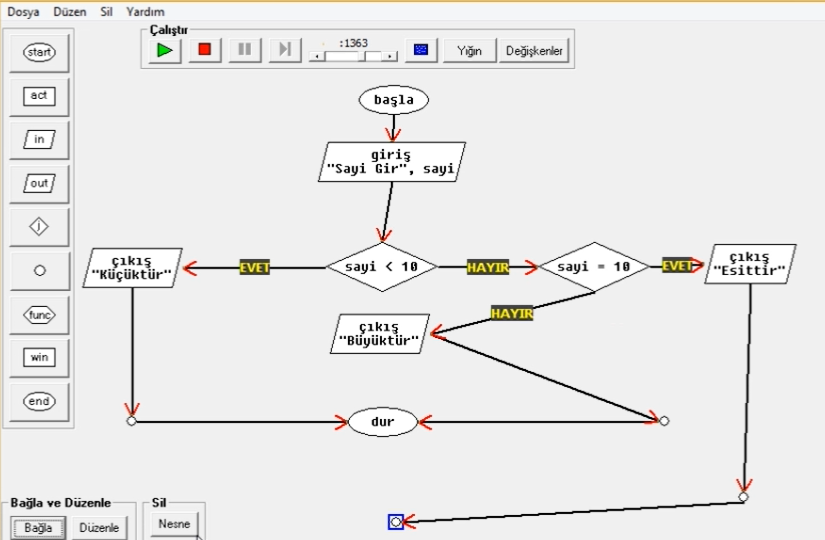 Dosya Düzen Sil Yardım
Çalıştır
:1363
Yığın
Değişkenler
start
act
in
out
func
win
end
başla
giriş
"Sayi Gir", sayi
sayi < 10
EVET
HAYIR
çıkış
"Küçüktür"
sayi = 10
EVET
çıkış
"Esittir"
HAYIR
çıkış
"Büyüktür"
dur
Bağla ve Düzenle
Bağla
Düzenle
Sil
Nesne